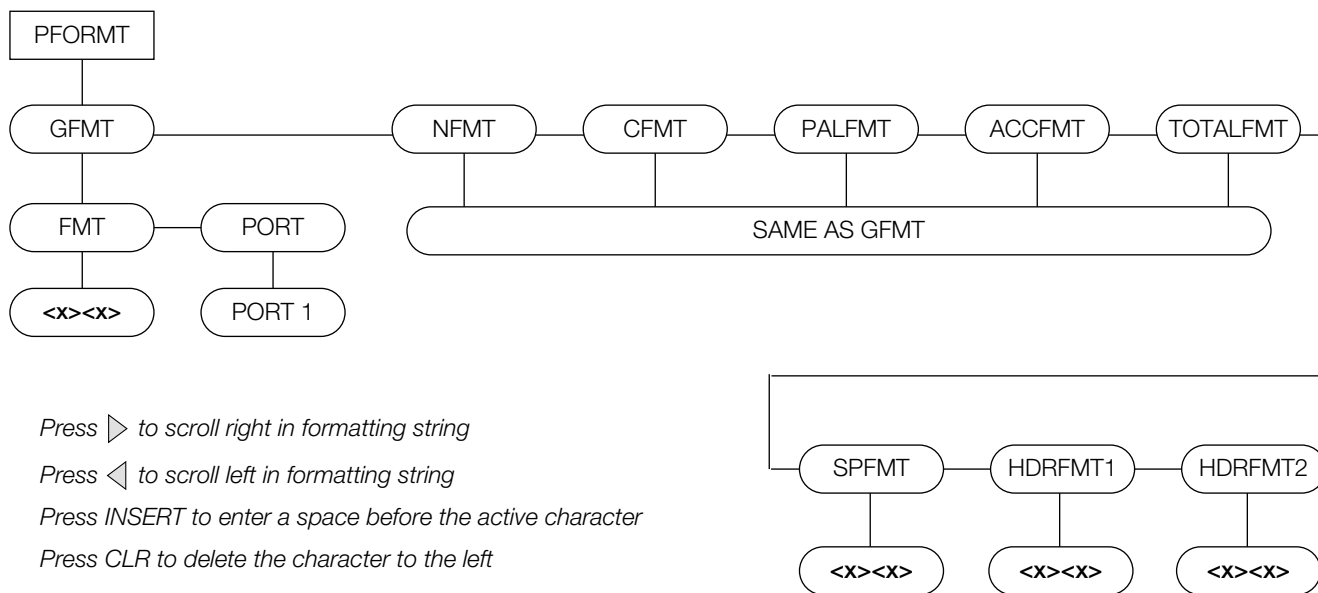 PFORMT
GFMT NFMT CFMT PALFMT ACCFMT TOTALFMT
FMT PORT SAME AS GFMT
<x><x> PORT 1
Press to scroll right in formatting string
Press to scroll left in formatting string
Press INSERT to enter a space before the active character
Press CLR to delete the character to the left
SPFMT HDRFMT1 HDRFMT2
<x><x> <x><x> <x><x>